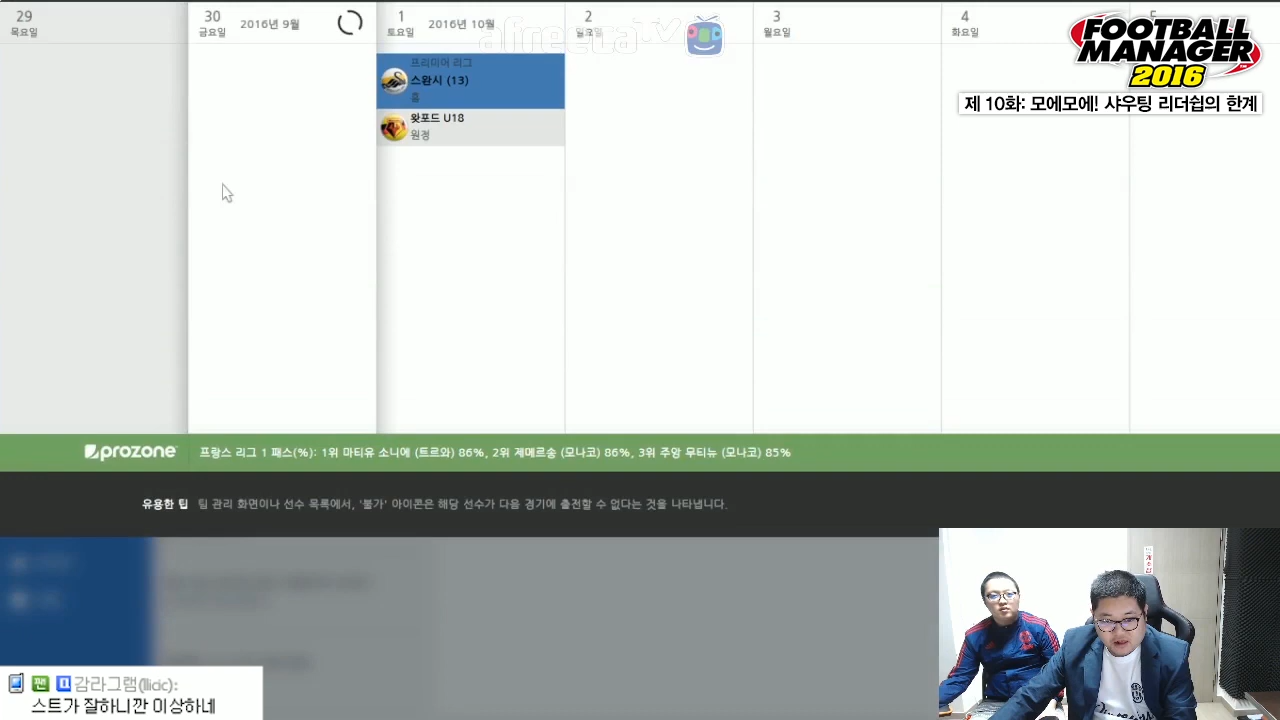 29
목요일
30
금요일
2016년 9월
1
토요일
2016년 10월
2
일요일
3
월요일
4
화요일
5
afreecaTV
FOOTBALL
MANAGER
2016
제 10화: 모에모에! 샤우팅 리더쉽의 한계
프리미어 리그
스완시 (13)
홈
왓포드 U18
원정
prozone
프랑스 리그 1 패스(%): 1위 마티유 소니에 (트르와) 86%, 2위 제메르송 (모나코) 86%, 3위 주앙 무티뉴 (모나코) 85%
유용한 팁 팀 관리 화면이나 선수 목록에서, '불가' 아이콘은 해당 선수가 다음 경기에 출전할 수 없다는 것을 나타냅니다.
팬 감라그램(llicic):
스트가 잘하니깐 이상하네